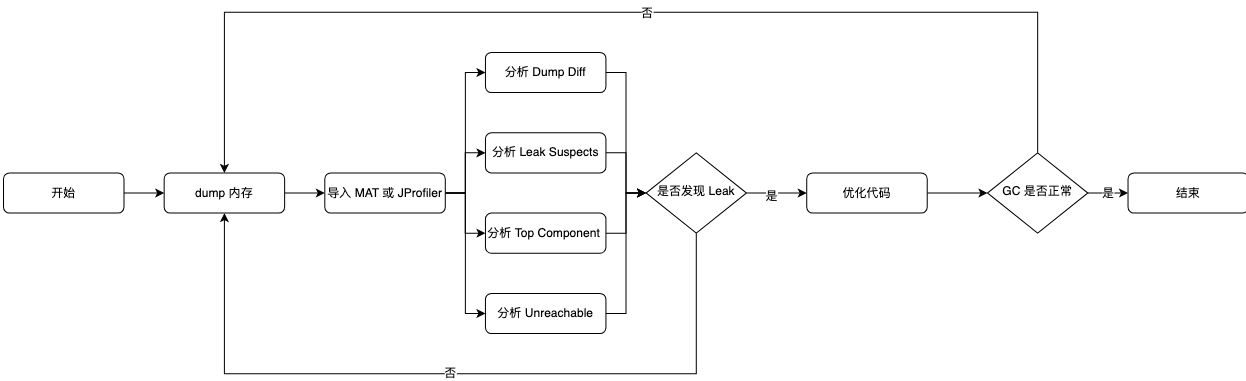 否
分析 Dump Diff
分析 Leak Suspects
开始
dump 内存
导入 MAT 或 JProfiler
是否发现 Leak
是
优化代码
GC 是否正常
是
结束
分析 Top Component
分析 Unreachable
否